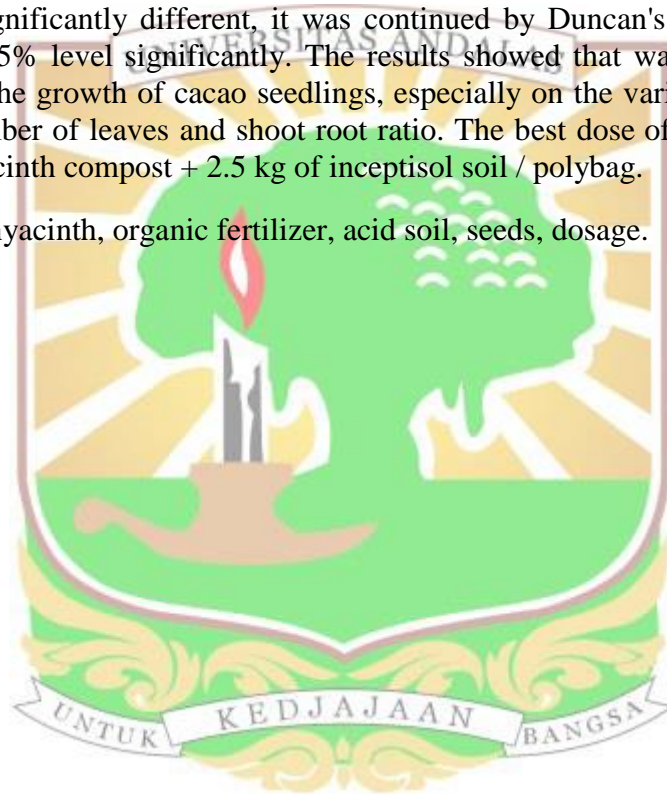 gnificantly different, it was continued by Duncan's
5% level significantly. The results showed that wa
he growth of cacao seedlings, especially on the vari
ber of leaves and shoot root ratio. The best dose of
cinth compost + 2.5 kg of inceptisol soil / polybag.
yacinth, organic fertilizer, acid soil, seeds, dosage.
UNIVERSITAS ANDALAS
UNTUK KEDJAJAAN BANGSA